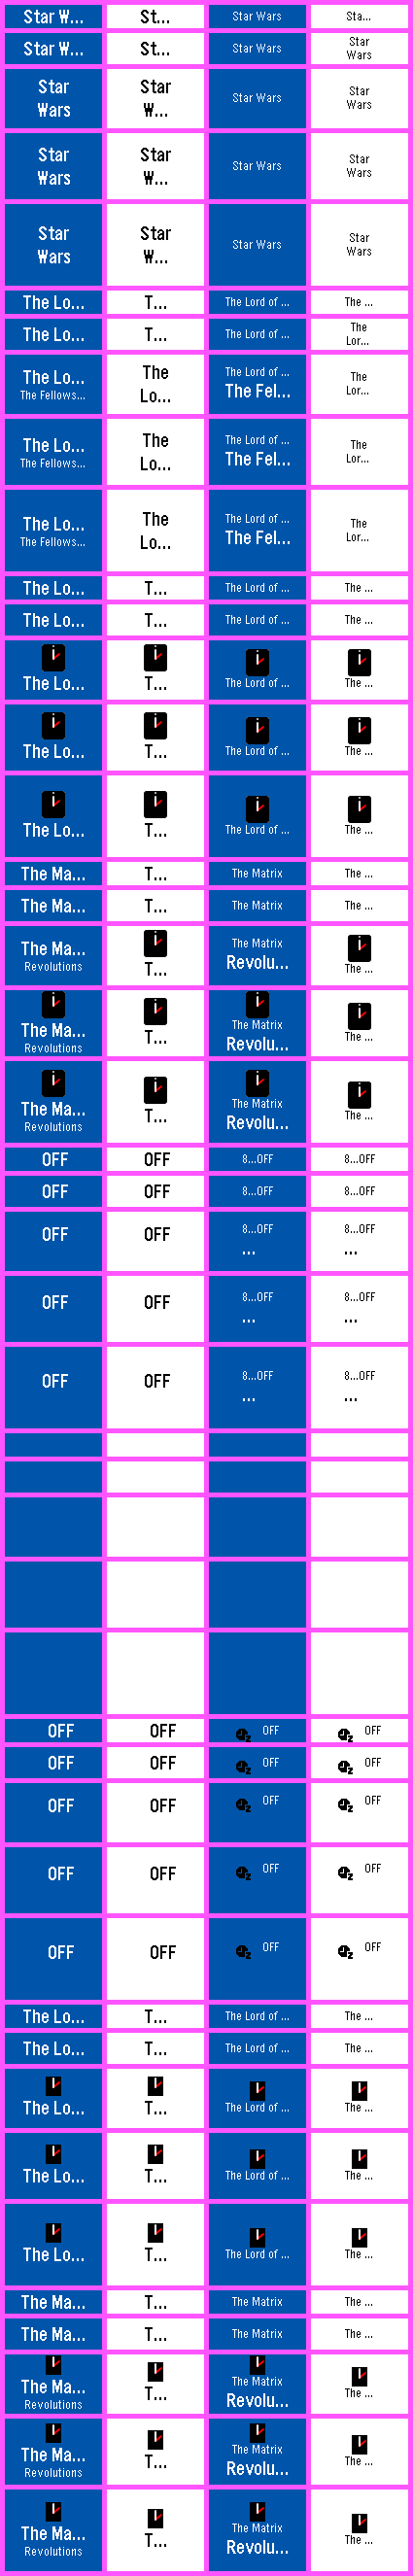 Star W... St... Star Wars Sta...
Star W... St... Star Wars Star
Wars
Star Star Star Wars Star
Wars W... Wars
Star Star Star Wars Star
Wars W... Wars
Star Star Star Wars Star
Wars W... Wars
The Lo... T... The Lord of ... The ...
The Lo... T... The Lord of ... The
Lor...
The Lo... The The Lord of ... The
The Fellows... Lo... The Fel... Lor...
The Lo... The The Lord of ... The
The Fellows... Lo... The Fel... Lor...
The Lo... The The Lord of ... The
The Fellows... Lo... The Fel... Lor...
The Lo... T... The Lord of ... The ...
The Lo... T... The Lord of ... The ...
The Lo... T... The Lord of ... The ...
The Lo... T... The Lord of ... The ...
The Lo... T... The Lord of ... The ...
The Ma... T... The Matrix The ...
The Ma... T... The Matrix The ...
The Ma... T... The Matrix The ...
Revolutions Revolu...
The Ma... T... The Matrix The ...
Revolutions Revolu...
The Ma... T... The Matrix The ...
Revolutions Revolu...
OFF OFF 8...OFF 8...OFF
OFF OFF 8...OFF 8...OFF
OFF OFF 8...OFF 8...OFF
... ...
OFF OFF 8...OFF 8...OFF
... ...
OFF OFF 8...OFF 8...OFF
... ...
OFF OFF OFF OFF
OFF OFF OFF OFF
OFF OFF OFF OFF
OFF OFF OFF OFF
OFF OFF OFF OFF
The Lo... T... The Lord of ... The ...
The Lo... T... The Lord of ... The ...
The Lo... T... The Lord of ... The ...
The Lo... T... The Lord of ... The ...
The Lo... T... The Lord of ... The ...
The Ma... T... The Matrix The ...
The Ma... T... The Matrix The ...
The Ma... T... The Matrix The ...
Revolutions Revolu...
The Ma... T... The Matrix The ...
Revolutions Revolu...
The Ma... T... The Matrix The ...
Revolutions Revolu...